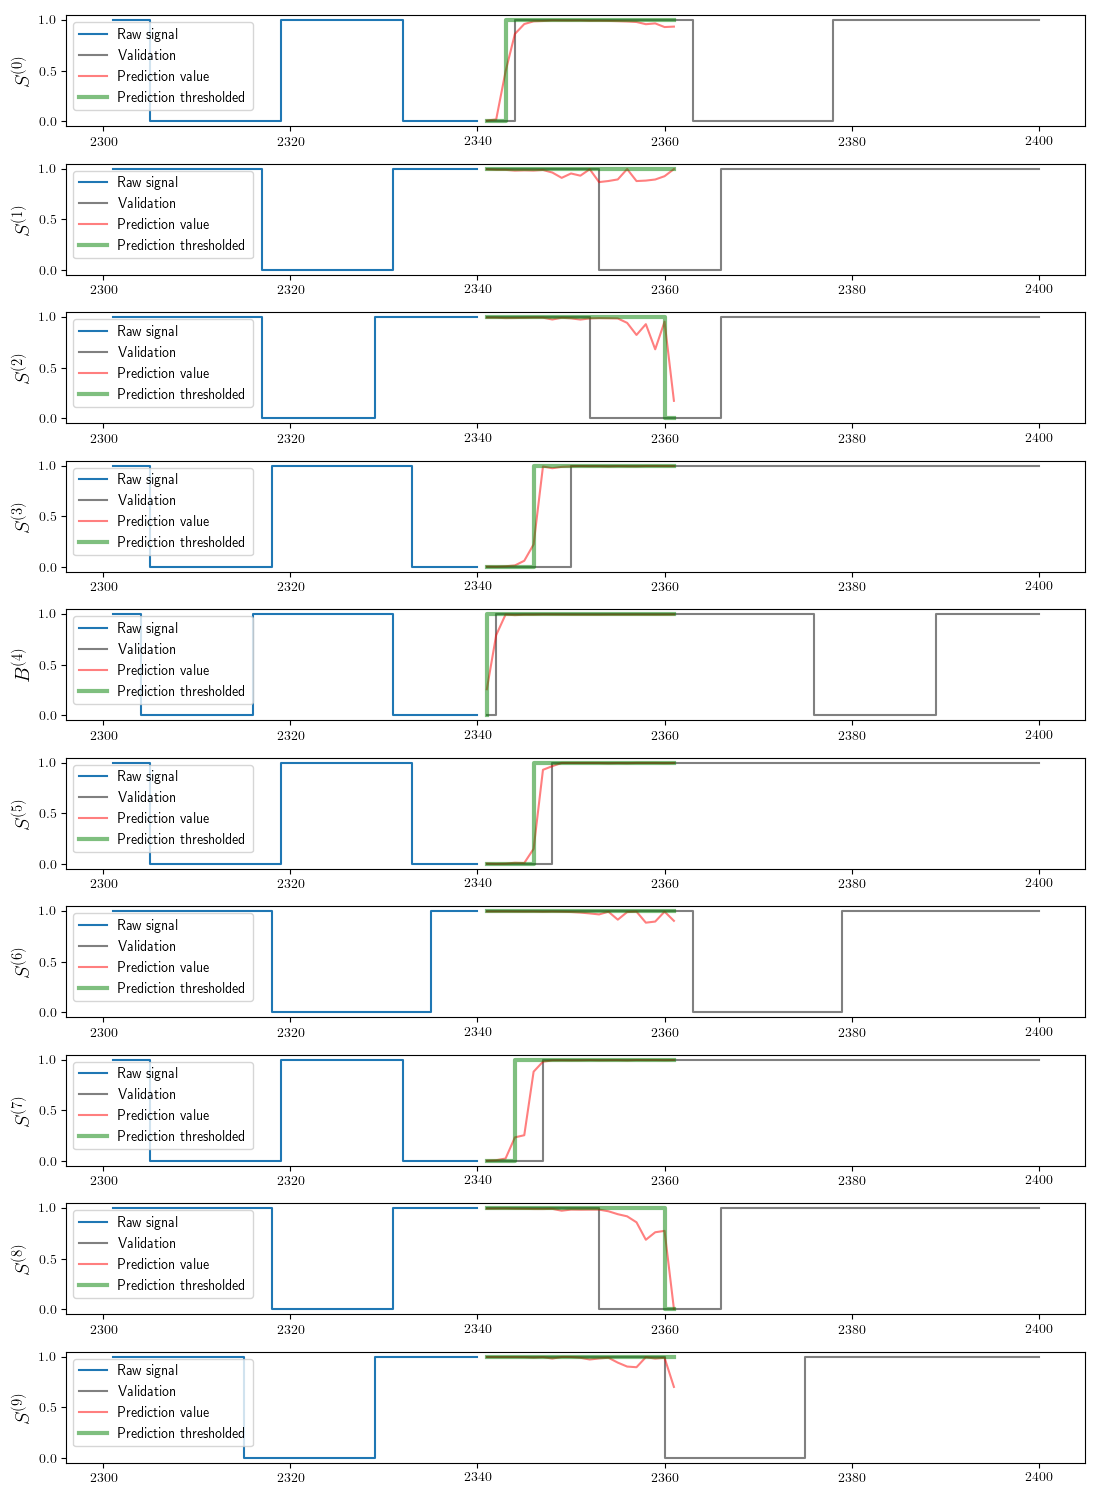 S^(0)
1.0
0.5
0.0
Raw signal
Validation
Prediction value
Prediction thresholded
2300 2320 2340 2360 2380 2400
S^(1)
1.0
0.5
0.0
Raw signal
Validation
Prediction value
Prediction thresholded
2300 2320 2340 2360 2380 2400
S^(2)
1.0
0.5
0.0
Raw signal
Validation
Prediction value
Prediction thresholded
2300 2320 2340 2360 2380 2400
S^(3)
1.0
0.5
0.0
Raw signal
Validation
Prediction value
Prediction thresholded
2300 2320 2340 2360 2380 2400
B^(4)
1.0
0.5
0.0
Raw signal
Validation
Prediction value
Prediction thresholded
2300 2320 2340 2360 2380 2400
S^(5)
1.0
0.5
0.0
Raw signal
Validation
Prediction value
Prediction thresholded
2300 2320 2340 2360 2380 2400
S^(6)
1.0
0.5
0.0
Raw signal
Validation
Prediction value
Prediction thresholded
2300 2320 2340 2360 2380 2400
S^(7)
1.0
0.5
0.0
Raw signal
Validation
Prediction value
Prediction thresholded
2300 2320 2340 2360 2380 2400
S^(8)
1.0
0.5
0.0
Raw signal
Validation
Prediction value
Prediction thresholded
2300 2320 2340 2360 2380 2400
S^(9)
1.0
0.5
0.0
Raw signal
Validation
Prediction value
Prediction thresholded
2300 2320 2340 2360 2380 2400